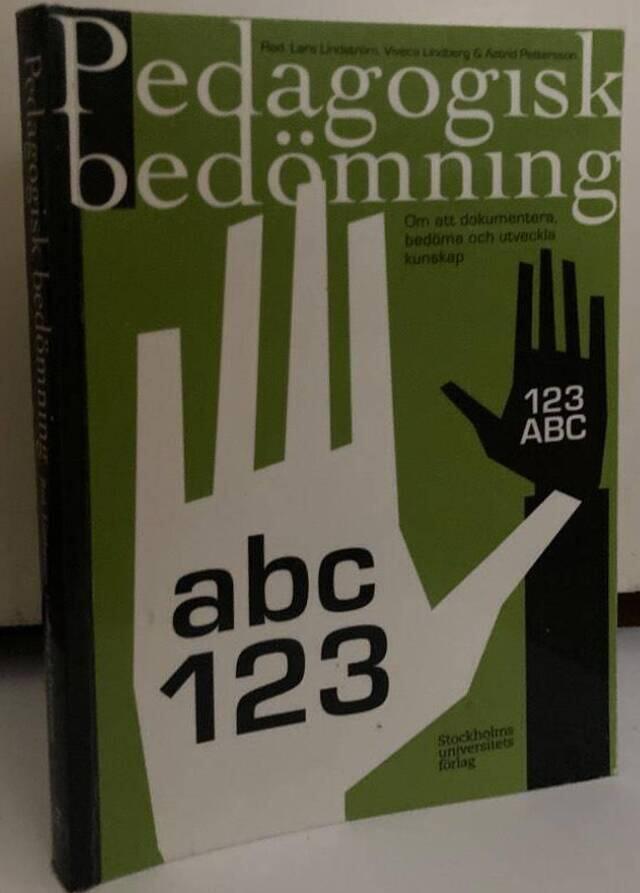 Red. Lars Lindström, Viveca Lindberg & Astrid Pettersson
Pedagogisk
bedömning
Om att dokumentera,
bedöma och utveckla
kunskap
123
ABC
abc
123
Stockholms
universitets
förlag
Pedagogisk bedömning